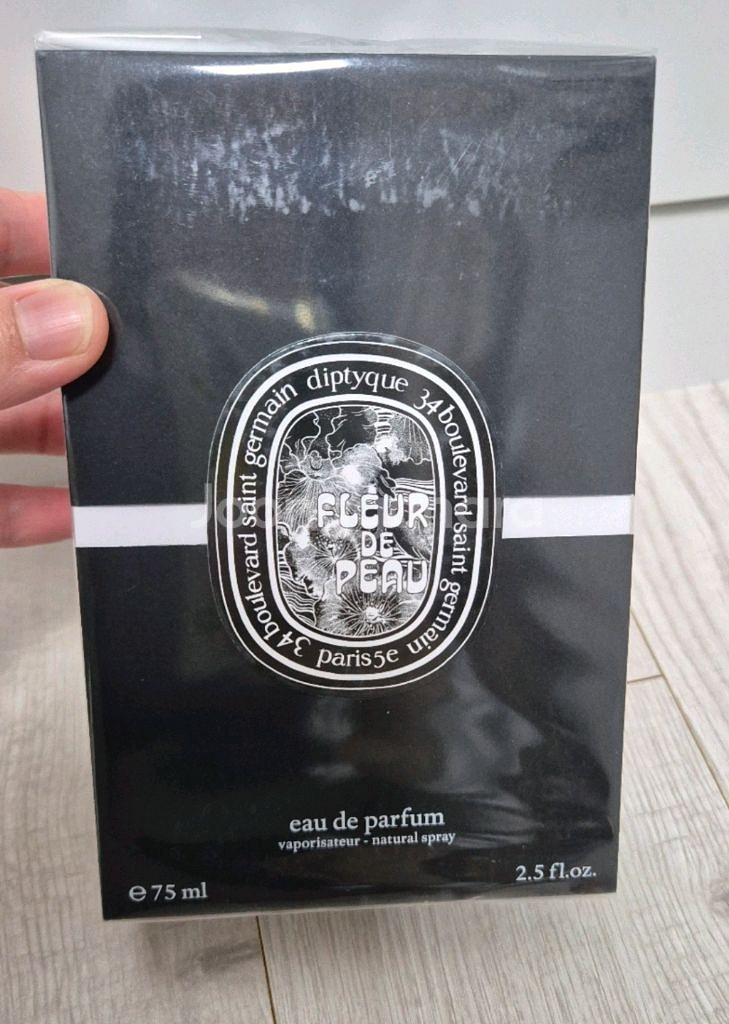 diptyque 34 boulevard saint germain paris5e 34 boulevard saint germain
FLEUR
DE
PEAU
eau de parfum
vaporisateur - natural spray
℮ 75 ml
2.5 fl.oz.